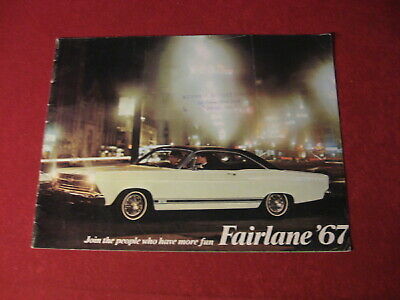 Join the people who have more fun Fairlane '67